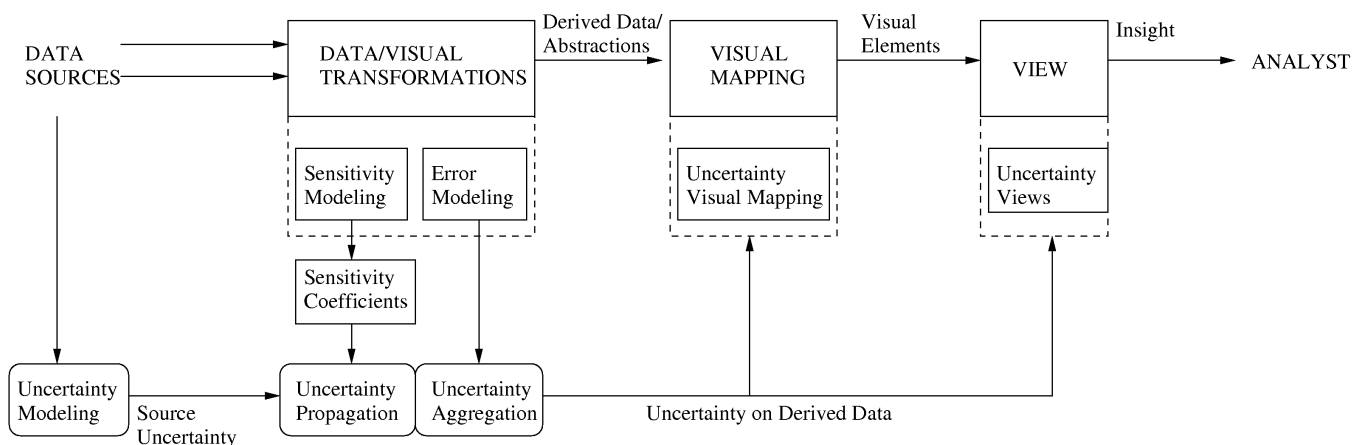 DATA
SOURCES
DATA/VISUAL
TRANSFORMATIONS
Derived Data/
Abstractions
VISUAL
MAPPING
Visual
Elements
VIEW
Insight
ANALYST
Sensitivity
Modeling
Error
Modeling
Uncertainty
Visual Mapping
Uncertainty
Views
Sensitivity
Coefficients
Uncertainty
Modeling
Source
Uncertainty
Uncertainty
Propagation
Uncertainty
Aggregation
Uncertainty on Derived Data